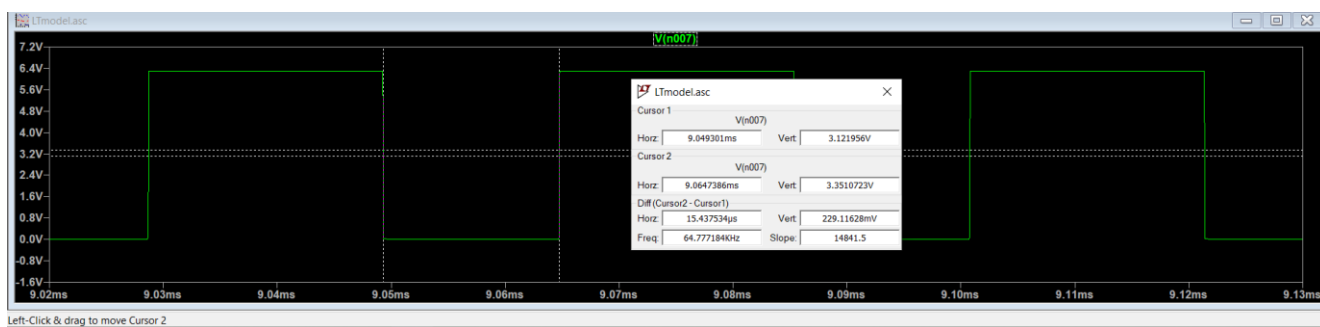 LTmodel.asc
V(n007)
7.2V
6.4V
5.6V
4.8V
4.0V
3.2V
2.4V
1.6V
0.8V
0.0V
-0.8V
-1.6V
9.02ms 9.03ms 9.04ms 9.05ms 9.06ms 9.07ms 9.08ms 9.09ms 9.10ms 9.11ms 9.12ms 9.13ms
LTmodel.asc
Cursor 1
V(n007)
Horz: 9.049301ms Vert: 3.121956V
Cursor 2
V(n007)
Horz: 9.0647386ms Vert: 3.3510723V
Diff (Cursor2 - Cursor1)
Horz: 15.437534µs Vert: 229.11628mV
Freq: 64.777184KHz Slope: 14841.5
Left-Click & drag to move Cursor 2